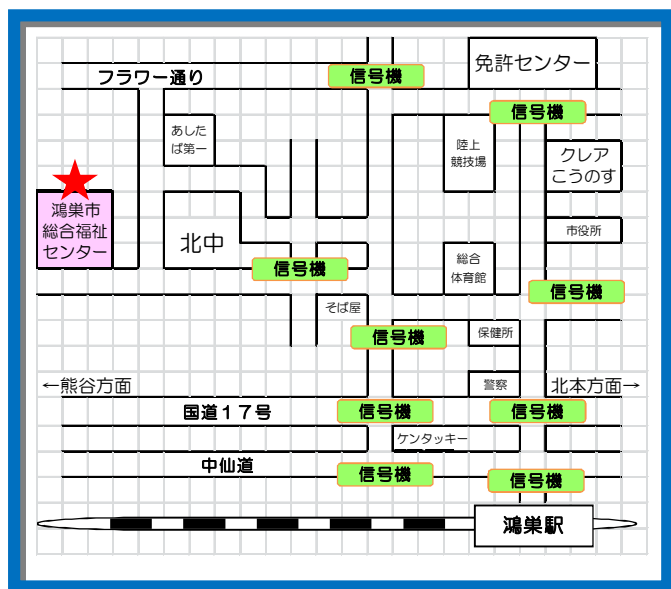 免許センター
フラワー通り
信号機
信号機
あした
ば第一
陸上
競技場
クレア
こうのす
鴻巣市
総合福祉
センター
北中
市役所
総合
体育館
信号機
信号機
そば屋
信号機
保健所
←熊谷方面
警察
北本方面→
国道17号
信号機
信号機
ケンタッキー
中仙道
信号機
信号機
鴻巣駅